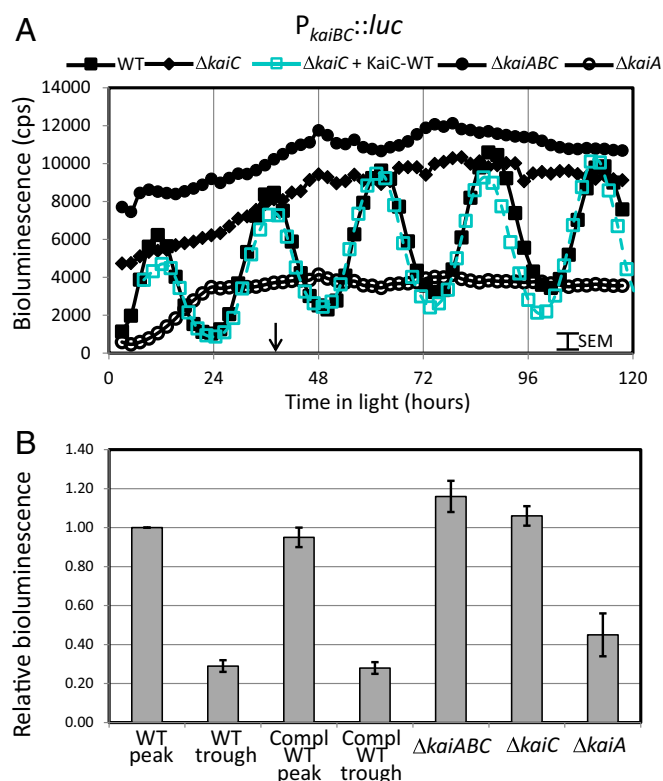 A
PkaiBC::luc
WT ΔkaiC ΔkaiC + KaiC-WT ΔkaiABC ΔkaiA
Bioluminescence (cps)
14000
12000
10000
8000
6000
4000
2000
0
SEM
0 24 48 72 96 120
Time in light (hours)
B
Relative bioluminescence
1.40
1.20
1.00
0.80
0.60
0.40
0.20
0.00
WT peak
WT trough
Compl WT peak
Compl WT trough
ΔkaiABC
ΔkaiC
ΔkaiA